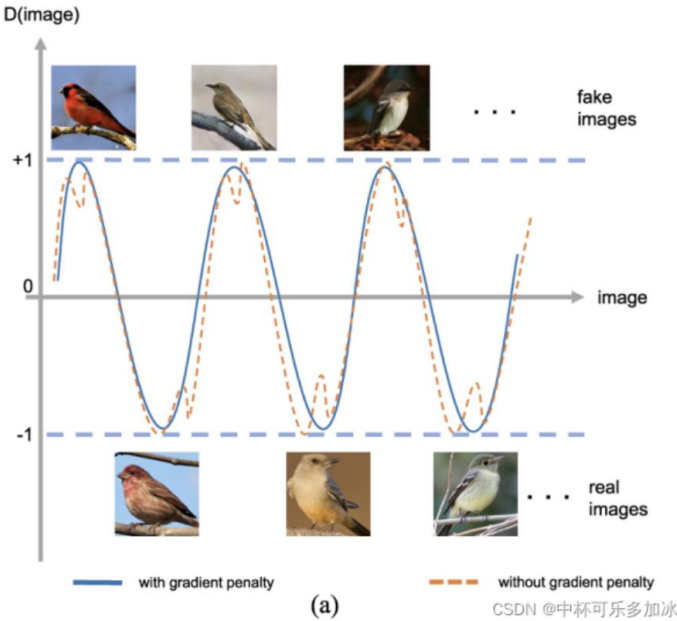 D(image)
fake
images
. . .
+1
0
image
-1
real
images
. . .
with gradient penalty
without gradient penalty
(a)
CSDN @中杯可乐多加冰